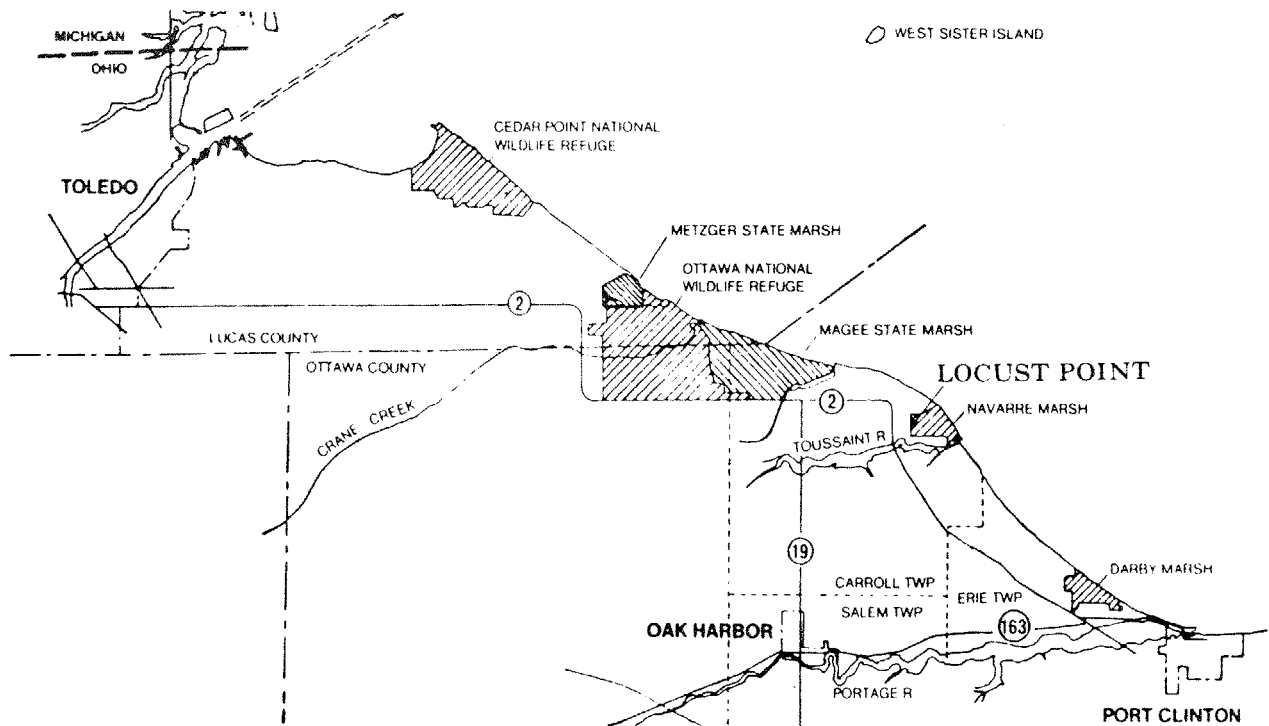 MICHIGAN
OHIO
WEST SISTER ISLAND
CEDAR POINT NATIONAL
WILDLIFE REFUGE
TOLEDO
METZGER STATE MARSH
OTTAWA NATIONAL
WILDLIFE REFUGE
2
LUCAS COUNTY
MAGEE STATE MARSH
OTTAWA COUNTY
LOCUST POINT
2
NAVARRE MARSH
CRANE CREEK
TOUSSAINT R
19
DARBY MARSH
CARROLL TWP
ERIE TWP
SALEM TWP
163
OAK HARBOR
PORTAGE R
PORT CLINTON